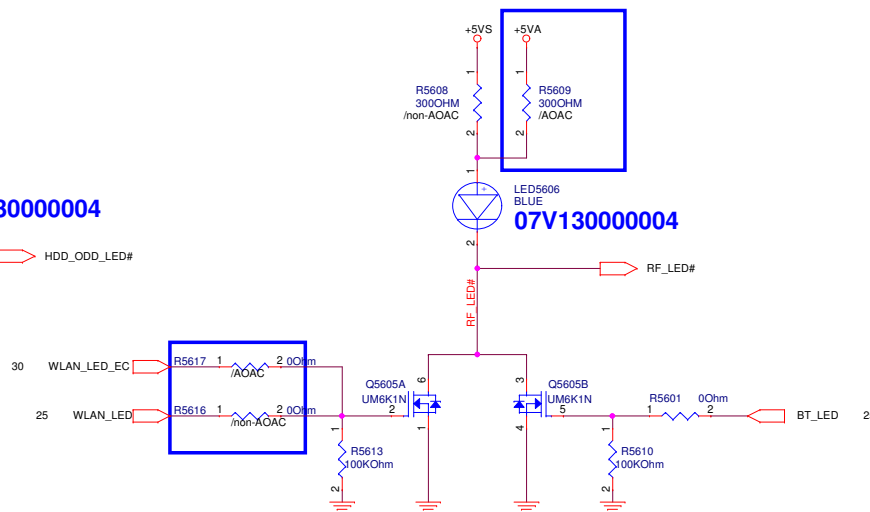 +5VS
+5VA
1
1
R5608
300OHM
/non-AOAC
R5609
300OHM
/AOAC
2
2
1
+
LED5606
BLUE
07V130000004
30000004
2
HDD_ODD_LED#
RF_LED#
RF_LED#
30
WLAN_LED_EC
R5617
1
2
0Ohm
/AOAC
25
WLAN_LED
R5616
1
2
0Ohm
/non-AOAC
Q5605A
UM6K1N
6
2
1
Q5605B
UM6K1N
3
5
4
R5601
0Ohm
1
2
BT_LED
2
1
R5613
100KOhm
2
1
R5610
100KOhm
2